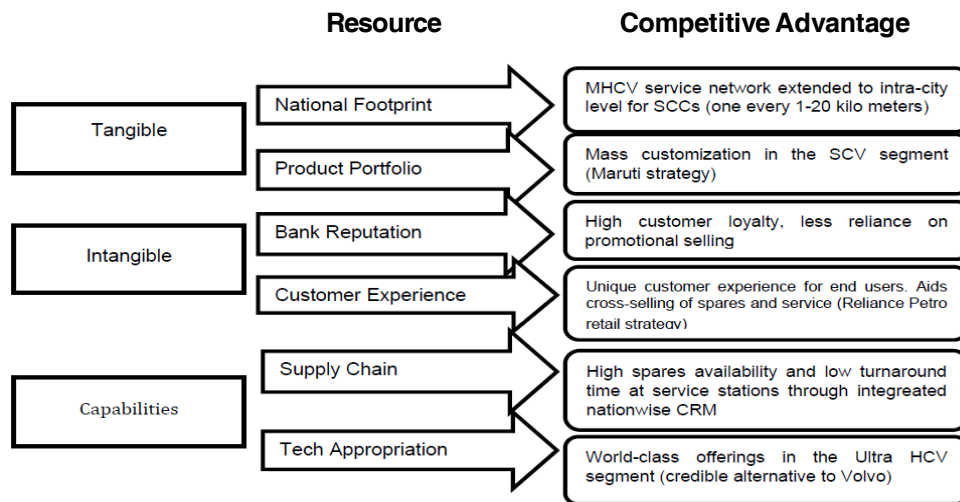 Resource
Competitive Advantage
Tangible
National Footprint
MHCV service network extended to intra-city
level for SCCs (one every 1-20 kilo meters)
Product Portfolio
Mass customization in the SCV segment
(Maruti strategy)
Intangible
Bank Reputation
High customer loyalty, less reliance on
promotional selling
Customer Experience
Unique customer experience for end users. Aids
cross-selling of spares and service (Reliance Petro
retail strategy)
Capabilities
Supply Chain
High spares availability and low turnaround
time at service stations through integreated
nationwise CRM
Tech Appropriation
World-class offerings in the Ultra HCV
segment (credible alternative to Volvo)